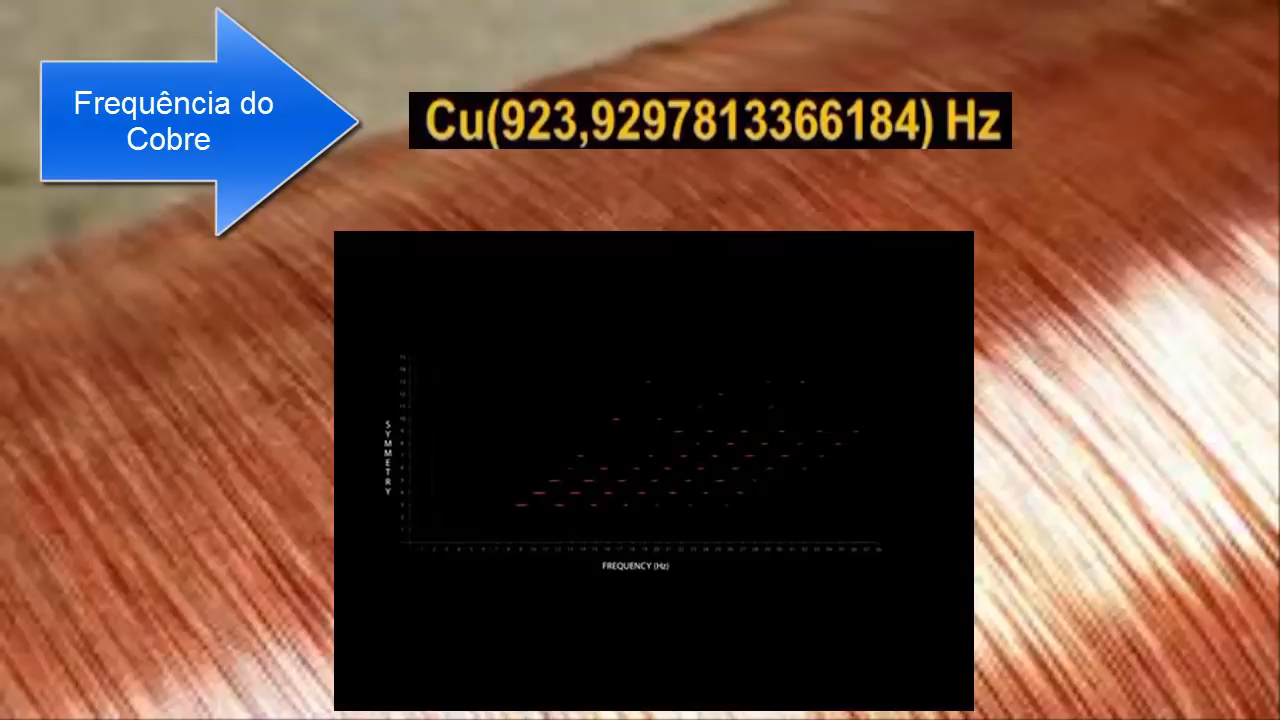 Frequência do
Cobre
Cu(923,9297813366184) Hz
SYMMETRY
FREQUENCY (Hz)